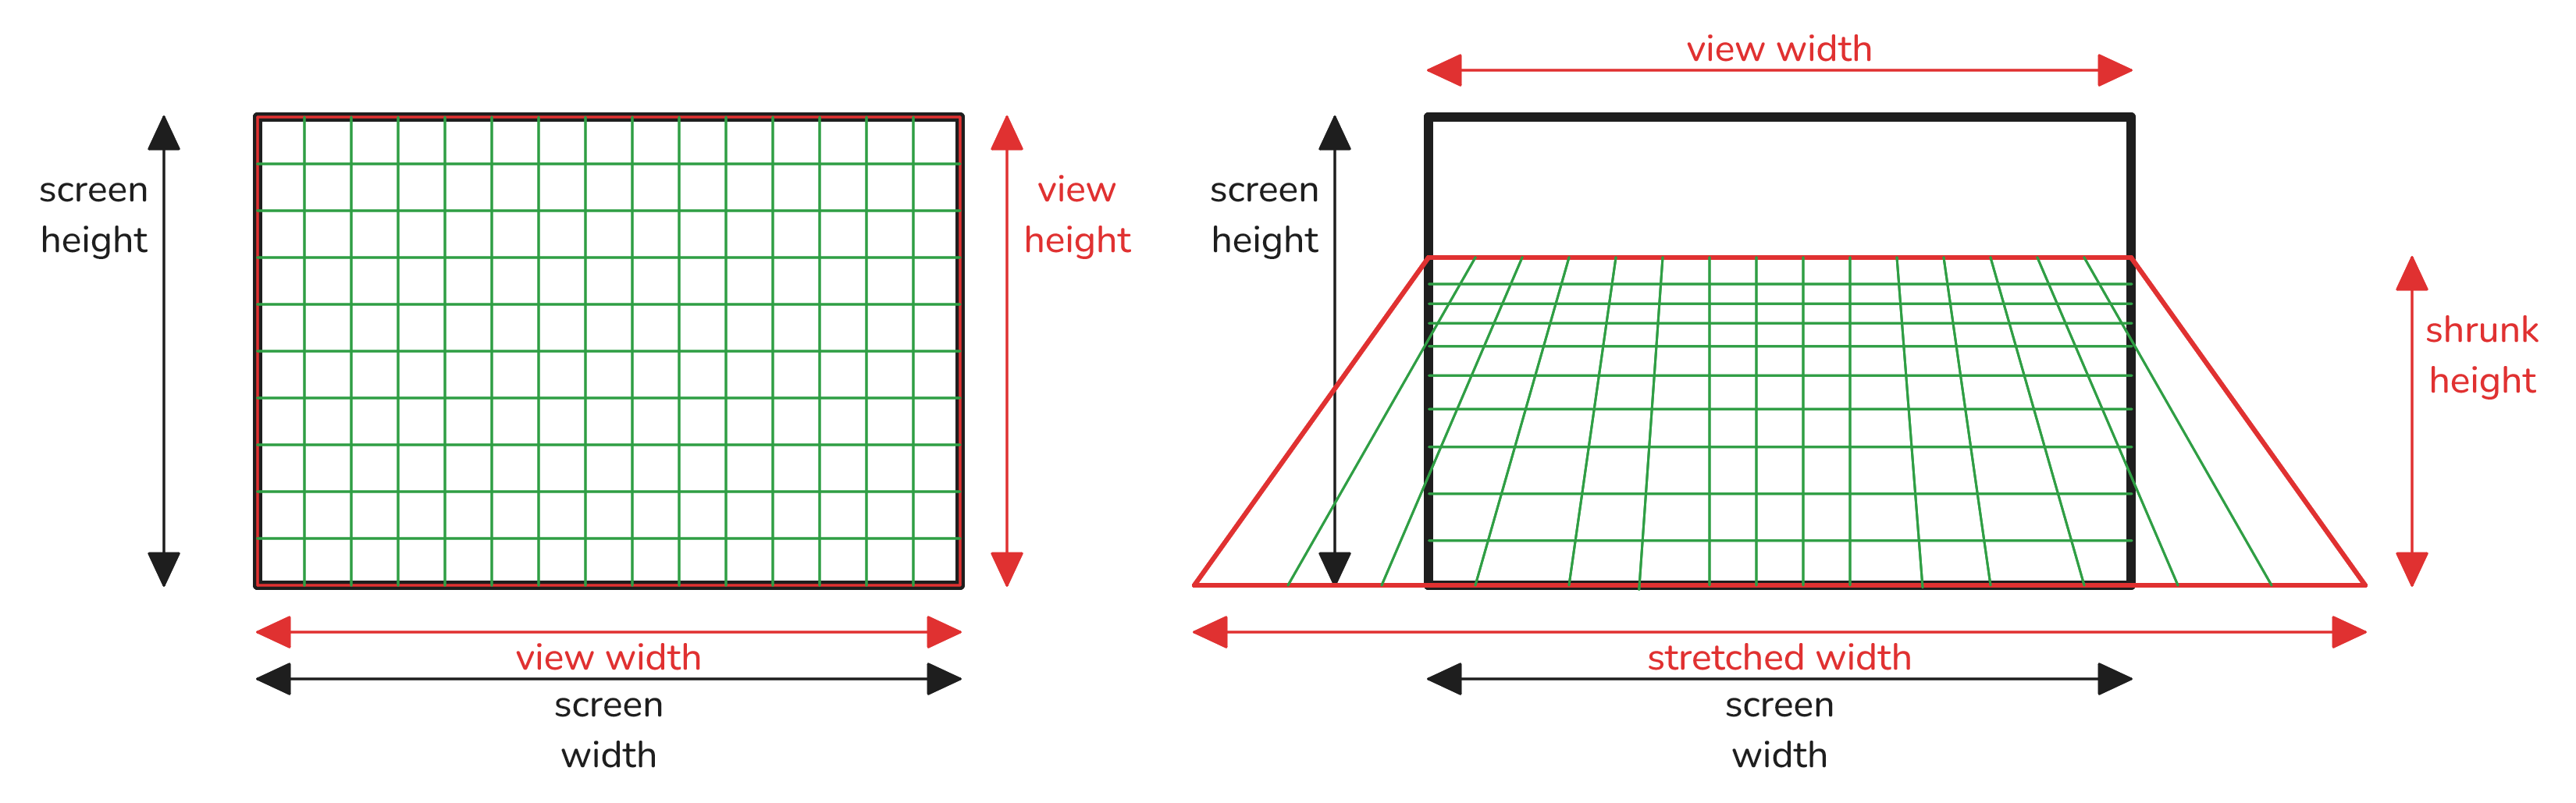 screen
height
view
height
view width
screen
width
view width
screen
height
shrunk
height
stretched width
screen
width